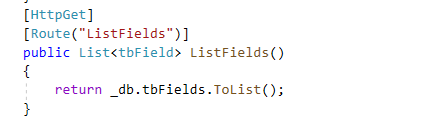 }
[HttpGet]
[Route("ListFields")]
public List<tbField> ListFields()
{
return _db.tbFields.ToList();
}